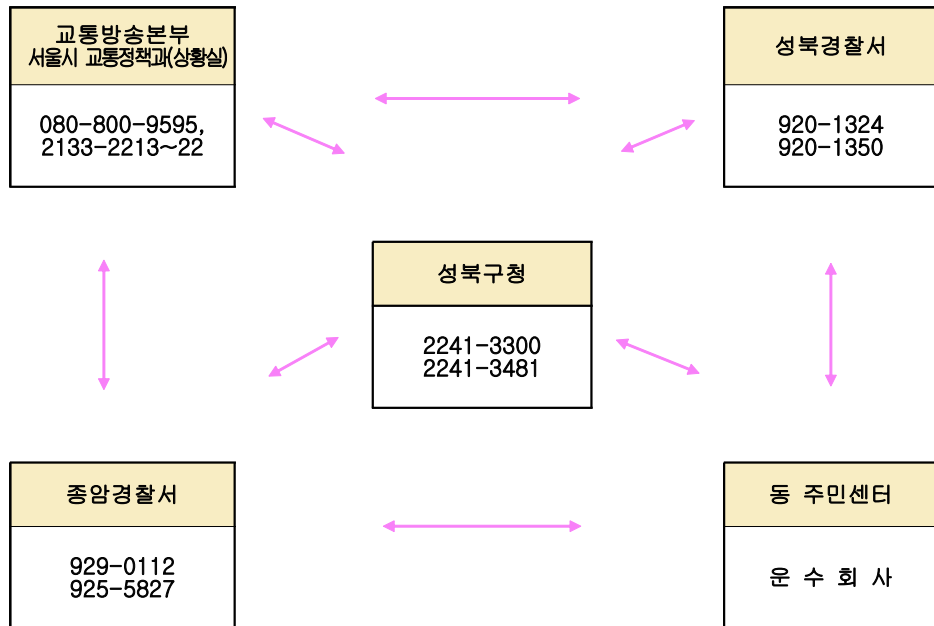 교통방송본부
서울시 교통정책과(상황실)
080-800-9595,
2133-2213~22
성북경찰서
920-1324
920-1350
성북구청
2241-3300
2241-3481
종암경찰서
929-0112
925-5827
동 주민센터
운 수 회 사